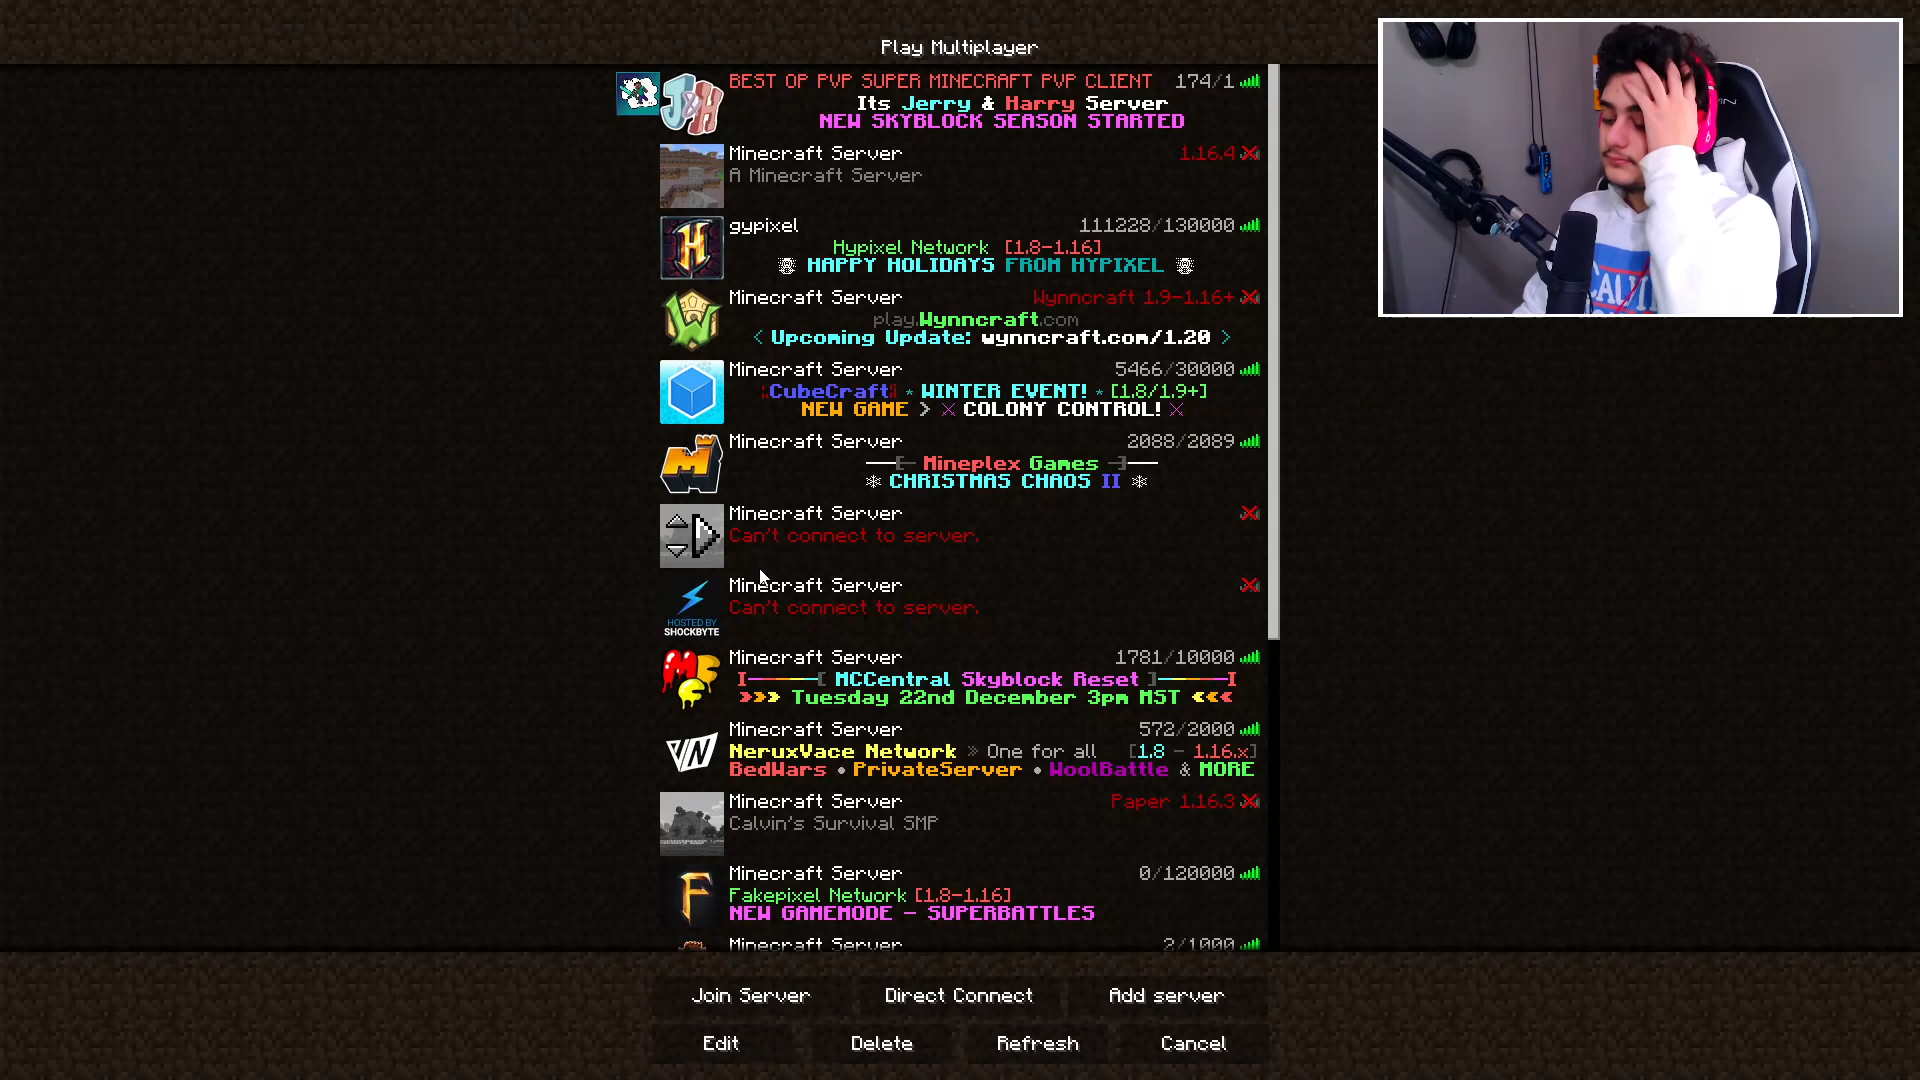 Play Multiplayer
BEST OP PVP SUPER MINECRAFT PVP CLIENT 174/1
J&H
Its Jerry & Harry Server
NEW SKYBLOCK SEASON STARTED
Minecraft Server 1.16.4
A Minecraft Server
gypixel 111228/130000
H
Hypixel Network [1.8-1.16]
HAPPY HOLIDAYS FROM HYPIXEL
Minecraft Server Wynncraft 1.9-1.16+
play.Wynncraft.com
< Upcoming Update: wynncraft.com/1.20 >
Minecraft Server 5466/30000
CubeCraft * WINTER EVENT! * [1.8/1.9+]
NEW GAME > ⚔ COLONY CONTROL! ⚔
Minecraft Server 2088/2089
M
Mineplex Games
❄ CHRISTMAS CHAOS II ❄
Minecraft Server
Can't connect to server.
Minecraft Server
Can't connect to server.
HOSTED BY
SHOCKBYTE
Minecraft Server 1781/10000
MCC
[ MCCentral Skyblock Reset ]
>>> Tuesday 22nd December 3pm MST <<<
Minecraft Server 572/2000
VN
NeruxVace Network » One for all [1.8 - 1.16.x]
BedWars • PrivateServer • WoolBattle & MORE
Minecraft Server Paper 1.16.3
Calvin's Survival SMP
Minecraft Server 0/120000
F
Fakepixel Network [1.8-1.16]
NEW GAMEMODE - SUPERBATTLES
Minecraft Server 2/1000
Join Server Direct Connect Add server
Edit Delete Refresh Cancel